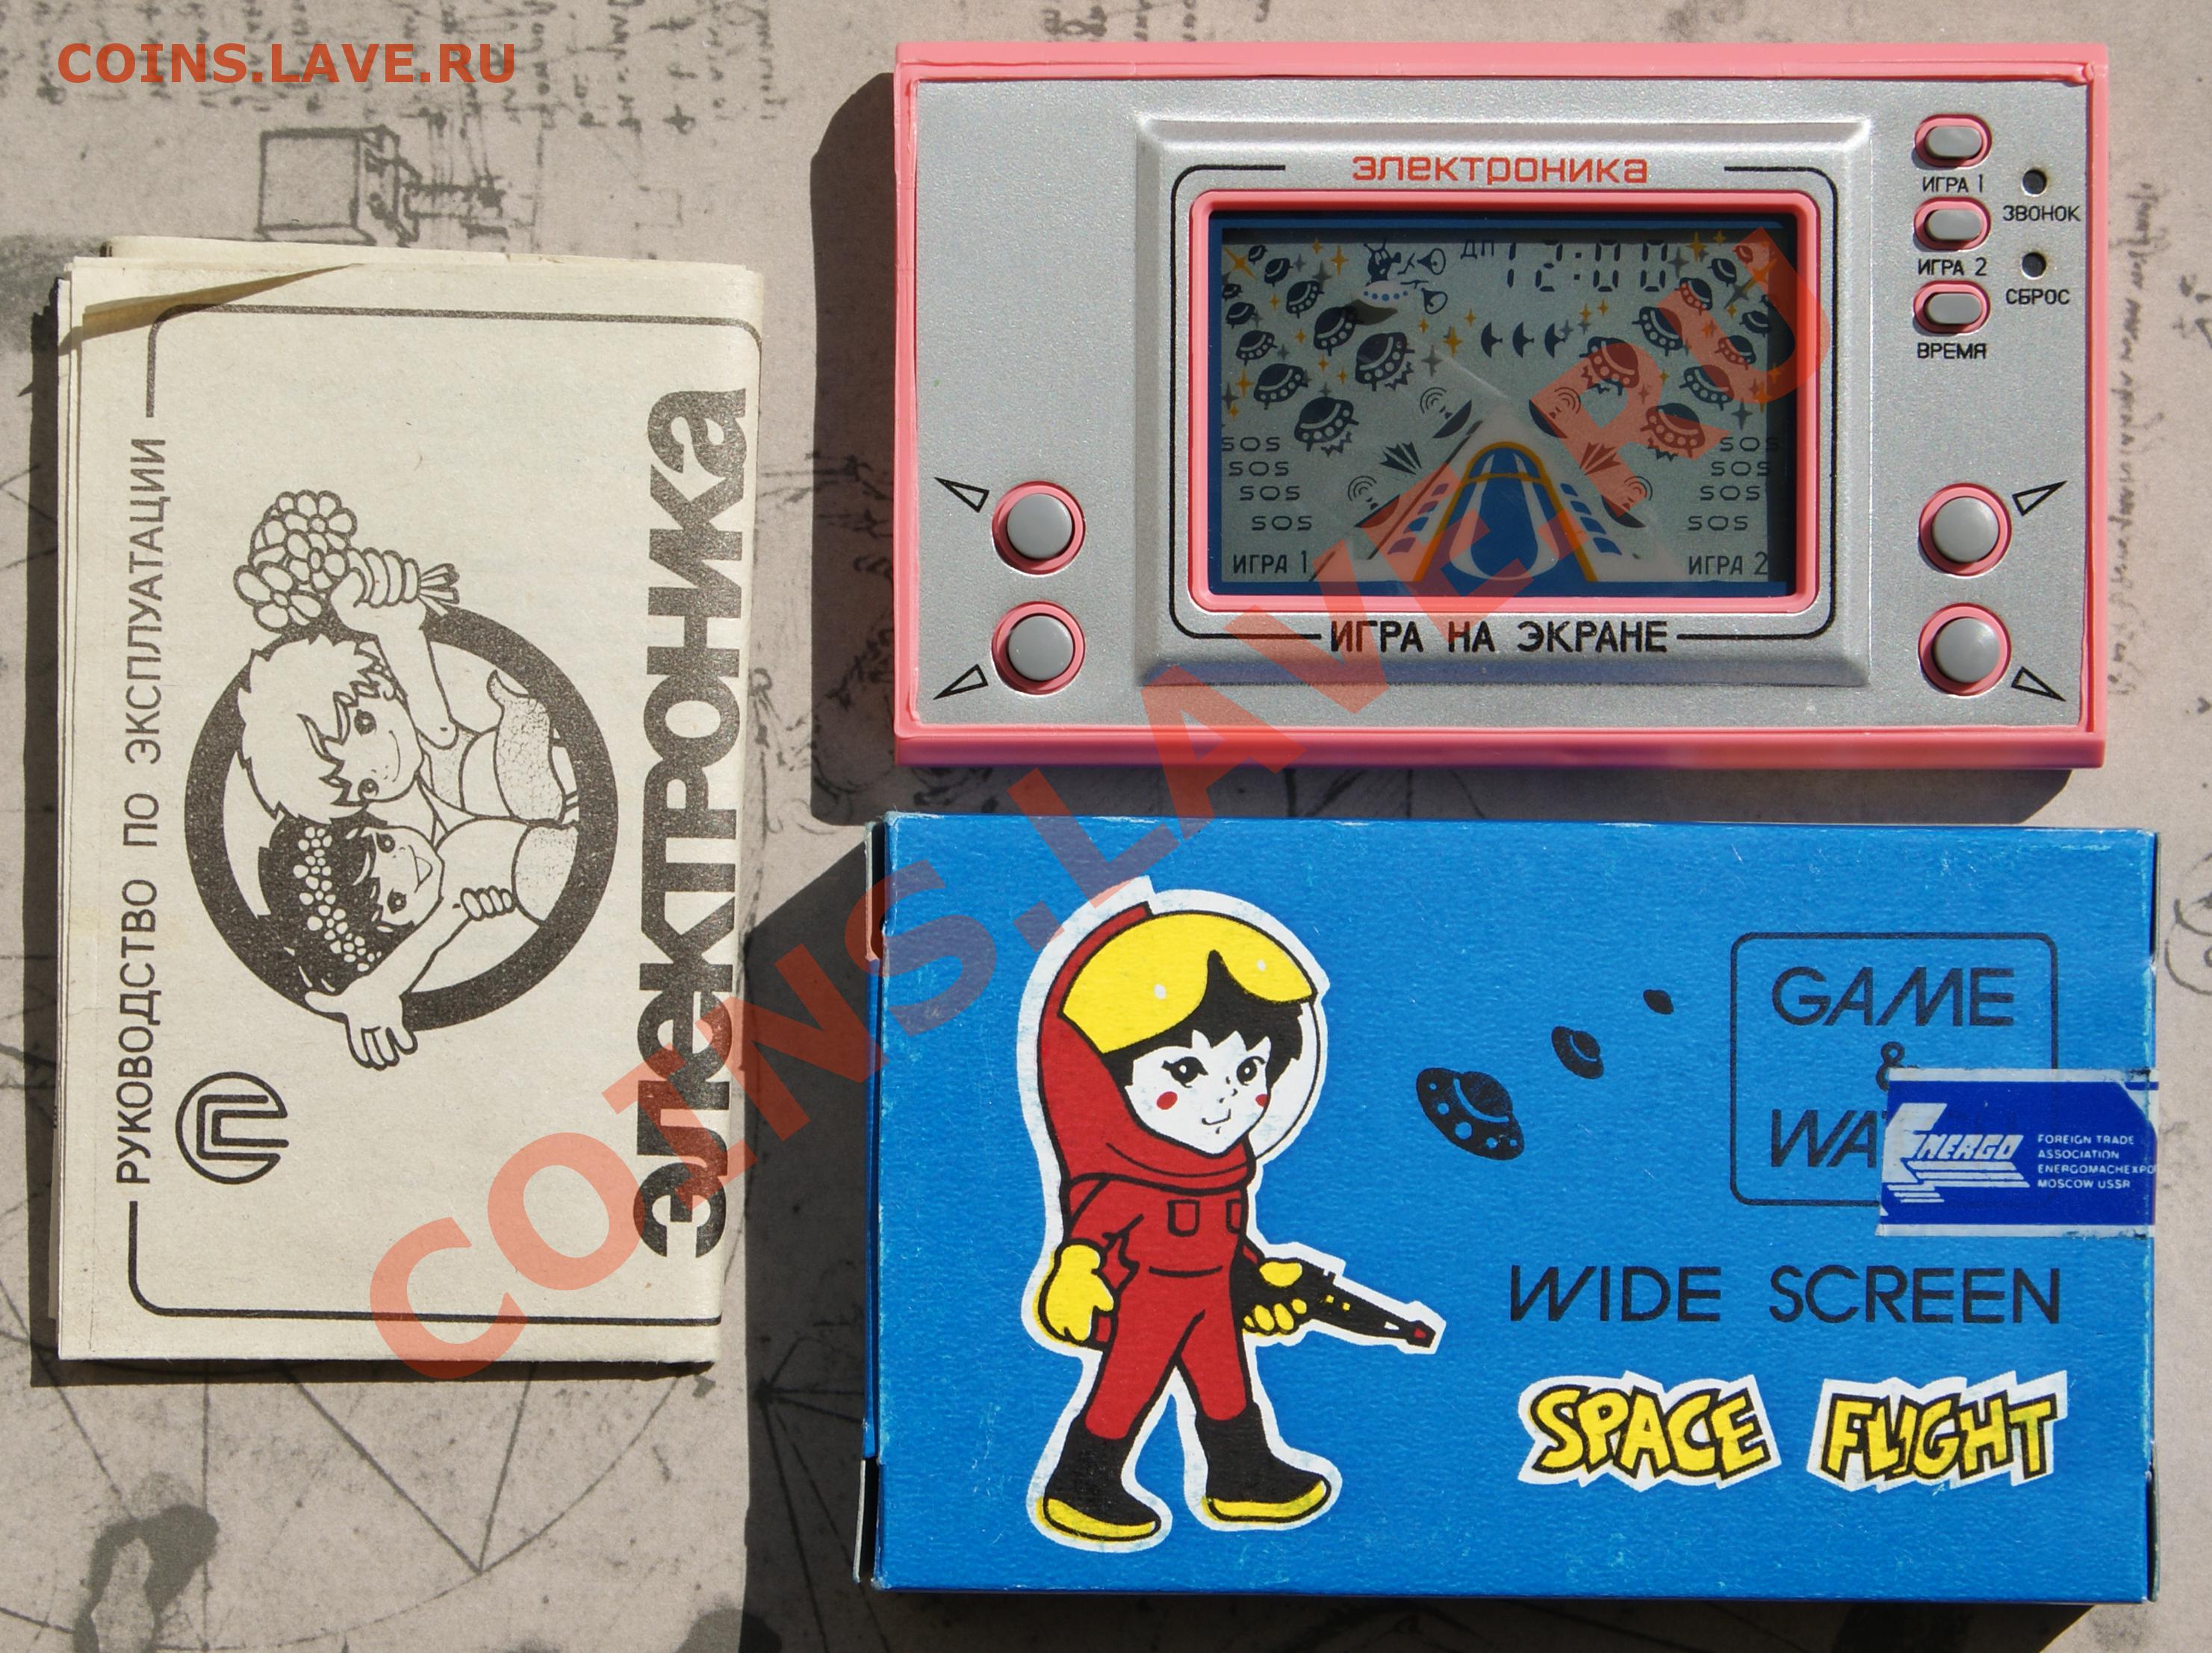 COINS.LAVE.RU
РУКОВОДСТВО ПО ЭКСПЛУАТАЦИИ
электроника
электроника
ИГРА 1
ЗВОНОК
ИГРА 2
СБРОС
ВРЕМЯ
ДП 12:00
SOS SOS
SOS SOS
SOS SOS
SOS SOS
ИГРА 1 ИГРА 2
ИГРА НА ЭКРАНЕ
GAME
&
WA
ENERGO
FOREIGN TRADE
ASSOCIATION
ENERGOMACHEXPO
MOSCOW USSR
WIDE SCREEN
SPACE FLIGHT
COINS.LAVE.RU